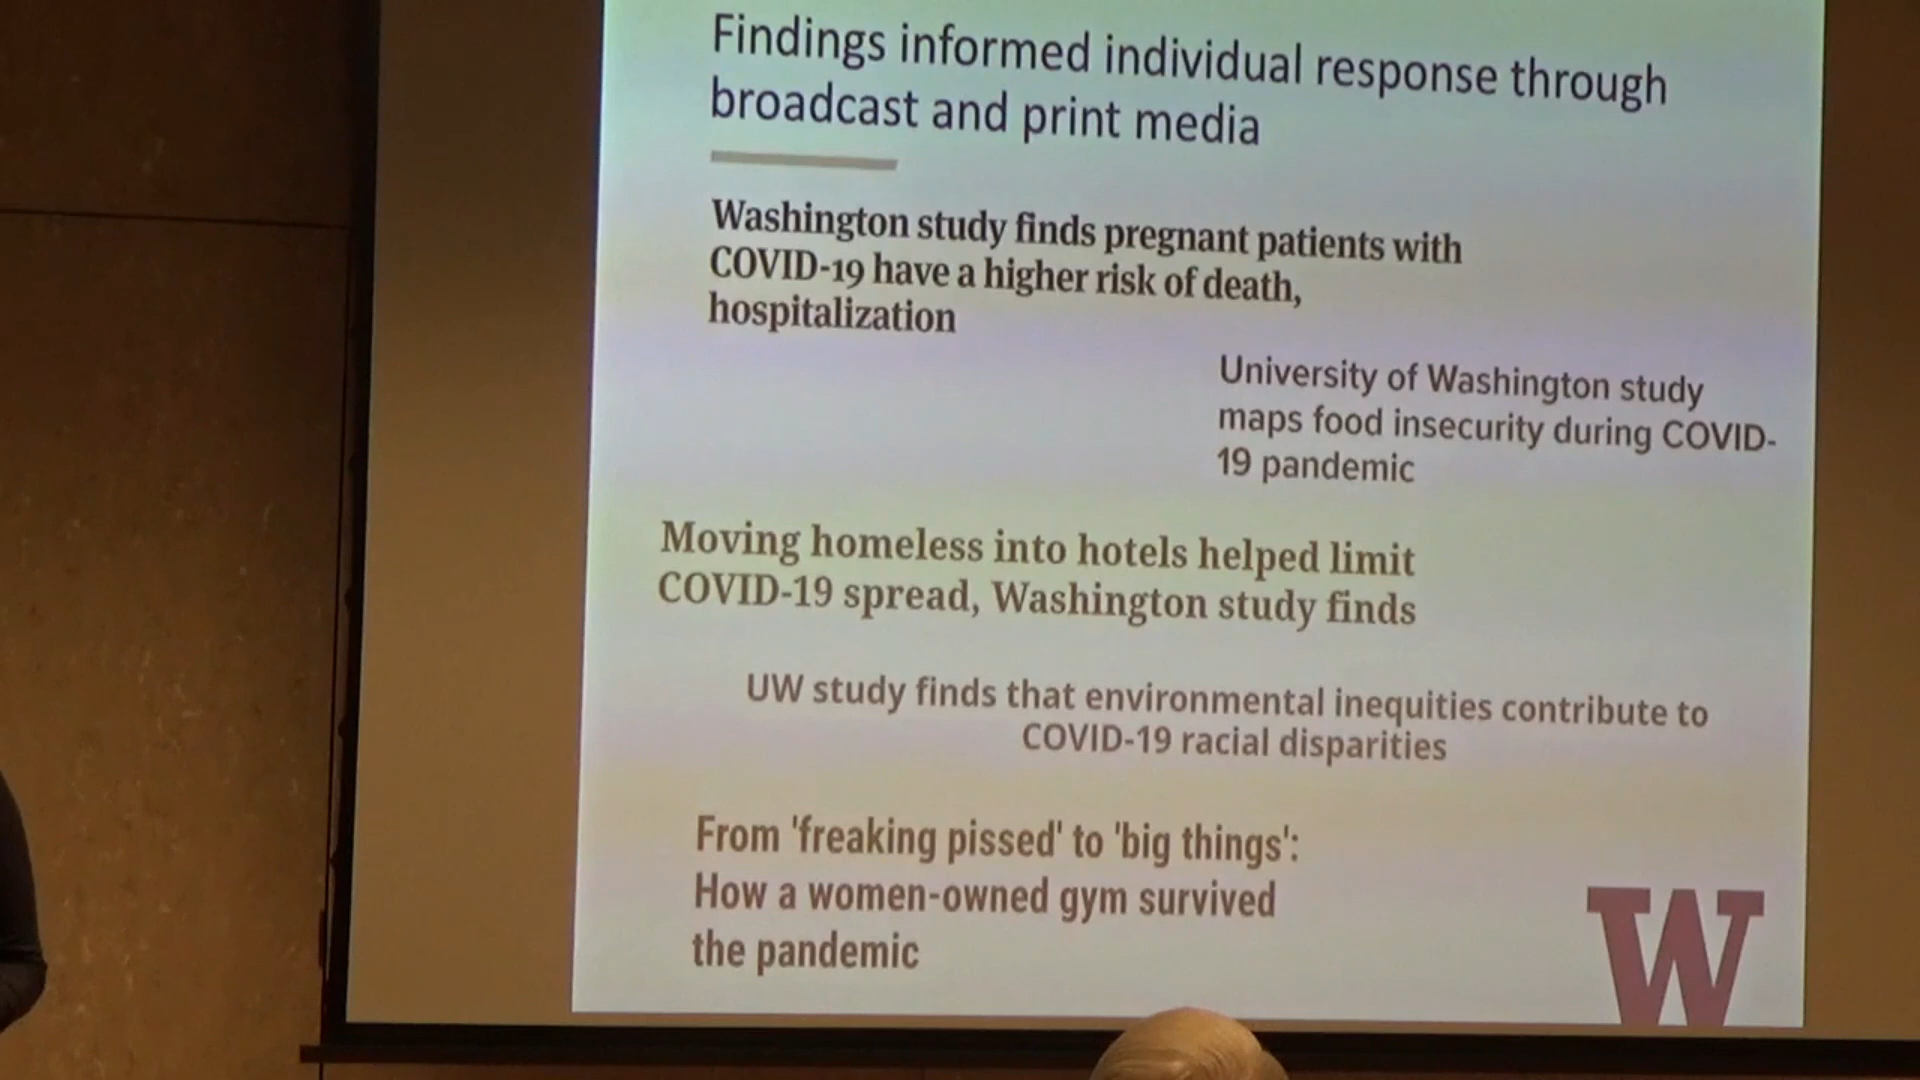 Findings informed individual response through
broadcast and print media
Washington study finds pregnant patients with
COVID-19 have a higher risk of death,
hospitalization
University of Washington study
maps food insecurity during COVID-
19 pandemic
Moving homeless into hotels helped limit
COVID-19 spread, Washington study finds
UW study finds that environmental inequities contribute to
COVID-19 racial disparities
From 'freaking pissed' to 'big things':
How a women-owned gym survived
the pandemic
W